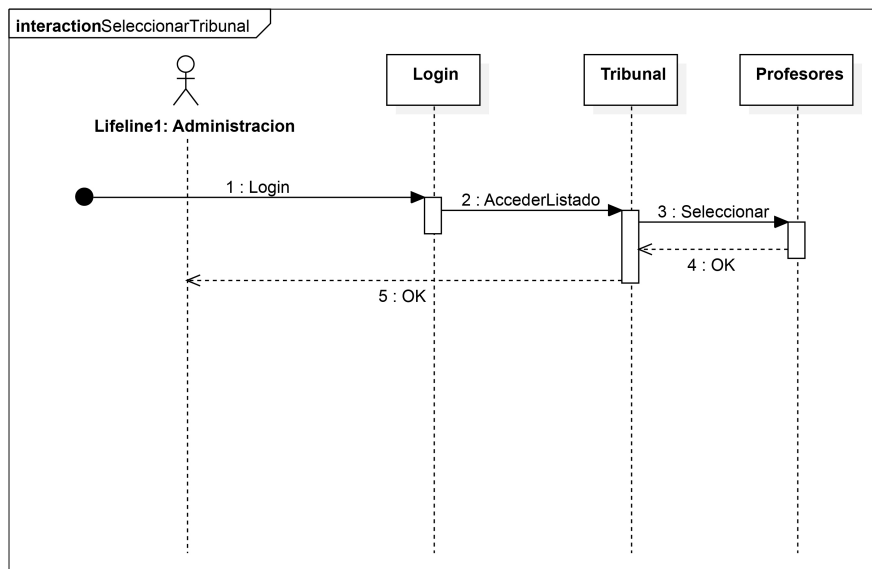 interactionSeleccionarTribunal
Login
Tribunal
Profesores
Lifeline1: Administracion
1 : Login
2 : AccederListado
3 : Seleccionar
4 : OK
5 : OK